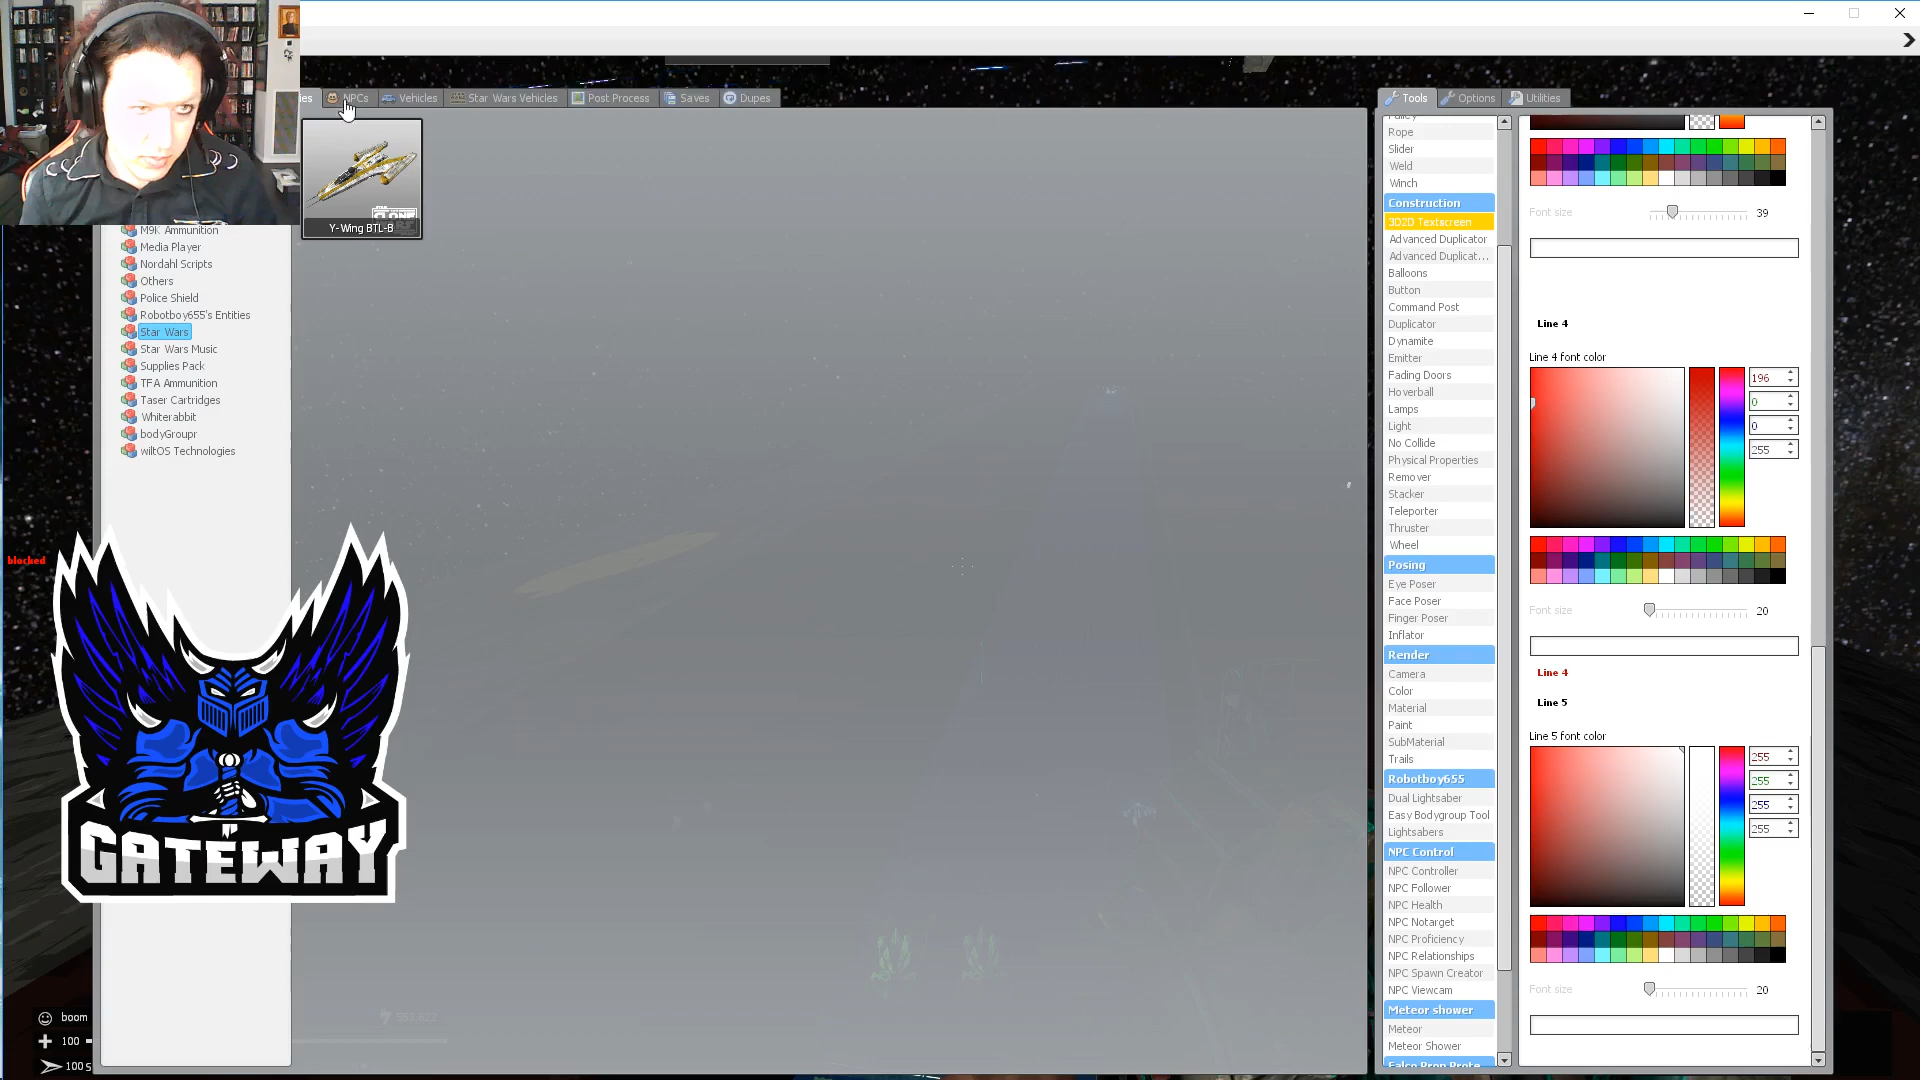 NPCs
Vehicles
Star Wars Vehicles
Post Process
Saves
Dupes
Y-Wing BTL-B
M9K Ammunition
Media Player
Nordahl Scripts
Others
Police Shield
Robotboy655's Entities
Star Wars
Star Wars Music
Supplies Pack
TFA Ammunition
Taser Cartridges
Whiterabbit
bodyGroupr
wiltOS Technologies
blocked
GATEWAY
boom
100
100
Tools
Options
Utilities
Rope
Slider
Weld
Winch
Construction
3D2D Textscreen
Advanced Duplicator
Advanced Duplicat...
Balloons
Button
Command Post
Duplicator
Dynamite
Emitter
Fading Doors
Hoverball
Lamps
Light
No Collide
Physical Properties
Remover
Stacker
Teleporter
Thruster
Wheel
Posing
Eye Poser
Face Poser
Finger Poser
Inflator
Render
Camera
Color
Material
Paint
SubMaterial
Trails
Robotboy655
Dual Lightsaber
Easy Bodygroup Tool
Lightsabers
NPC Control
NPC Controller
NPC Follower
NPC Health
NPC Notarget
NPC Proficiency
NPC Relationships
NPC Spawn Creator
NPC Viewcam
Meteor shower
Meteor
Meteor Shower
Font size 39
Line 4
Line 4 font color
196
0
0
255
Font size 20
Line 4
Line 5
Line 5 font color
255
255
255
255
Font size 20